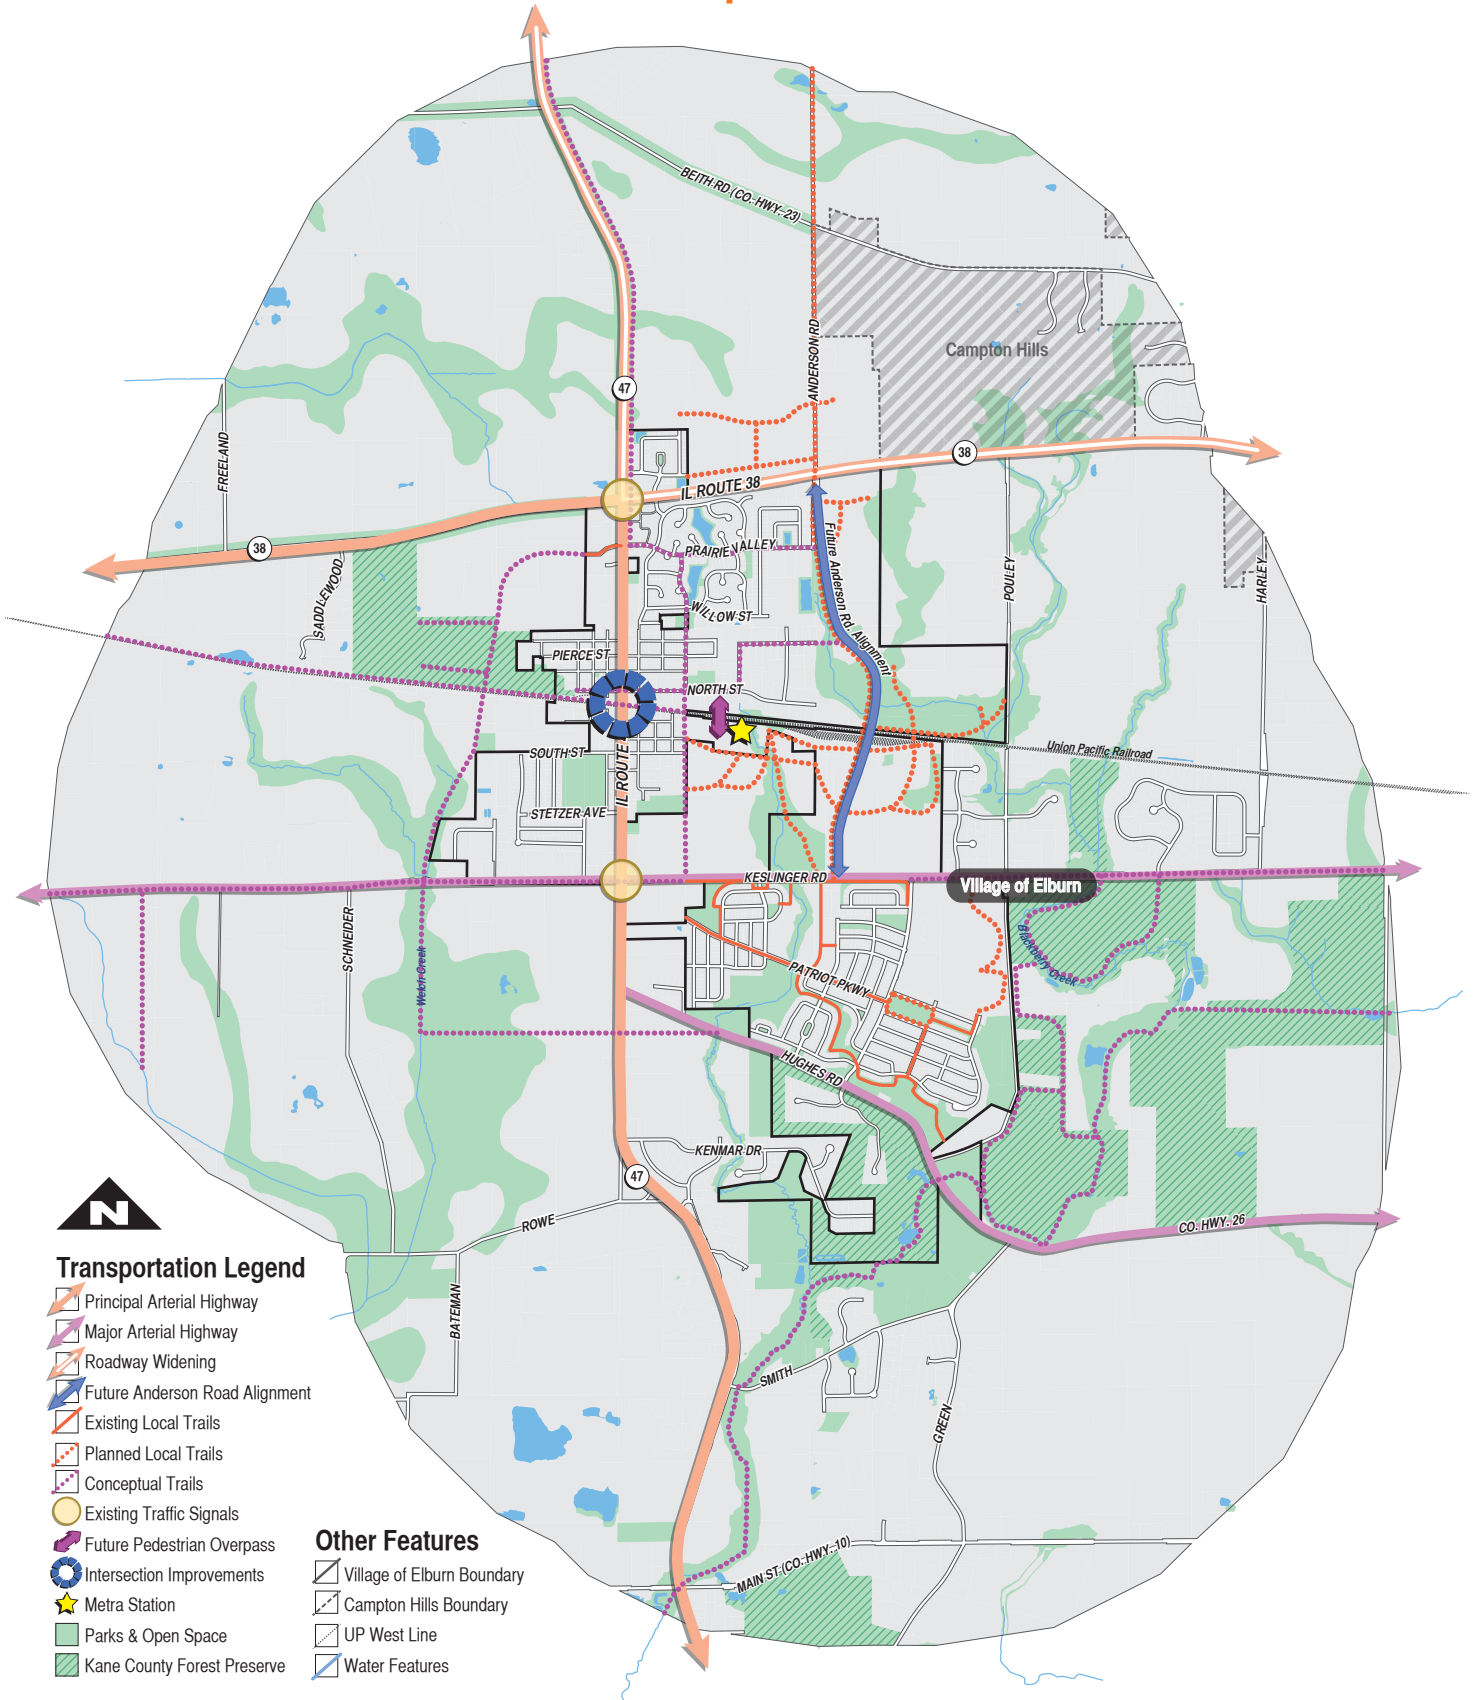 BEITH RD (CO. HWY. 23)
ANDERSON RD
Campton Hills
47
FREELAND
38
IL ROUTE 38
38
SADDLEWOOD
PRAIRIE VALLEY
Future Anderson Rd. Alignment
POULEY
HARLEY
WILLOW ST
PIERCE ST
NORTH ST
SOUTH ST
IL ROUTE
Union Pacific Railroad
STETZER AVE
KESLINGER RD
Village of Elburn
SCHNEIDER
Welch Creek
Blackberry Creek
PATRIOT PKWY
HUGHES RD
KENMAR DR
47
ROWE
CO. HWY. 26
BATEMAN
SMITH
GREEN
MAIN ST (CO. HWY. 10)
N
Transportation Legend
Principal Arterial Highway
Major Arterial Highway
Roadway Widening
Future Anderson Road Alignment
Existing Local Trails
Planned Local Trails
Conceptual Trails
Existing Traffic Signals
Future Pedestrian Overpass
Intersection Improvements
Metra Station
Parks & Open Space
Kane County Forest Preserve
Other Features
Village of Elburn Boundary
Campton Hills Boundary
UP West Line
Water Features